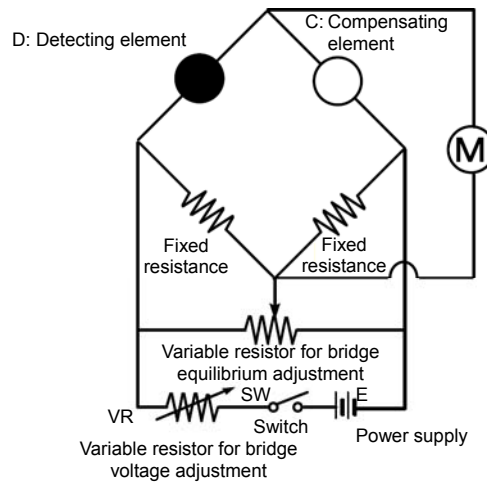 D: Detecting element
C: Compensating
element
M
Fixed
resistance
Fixed
resistance
Variable resistor for bridge
equilibrium adjustment
SW
E
VR
Switch
Power supply
Variable resistor for bridge
voltage adjustment